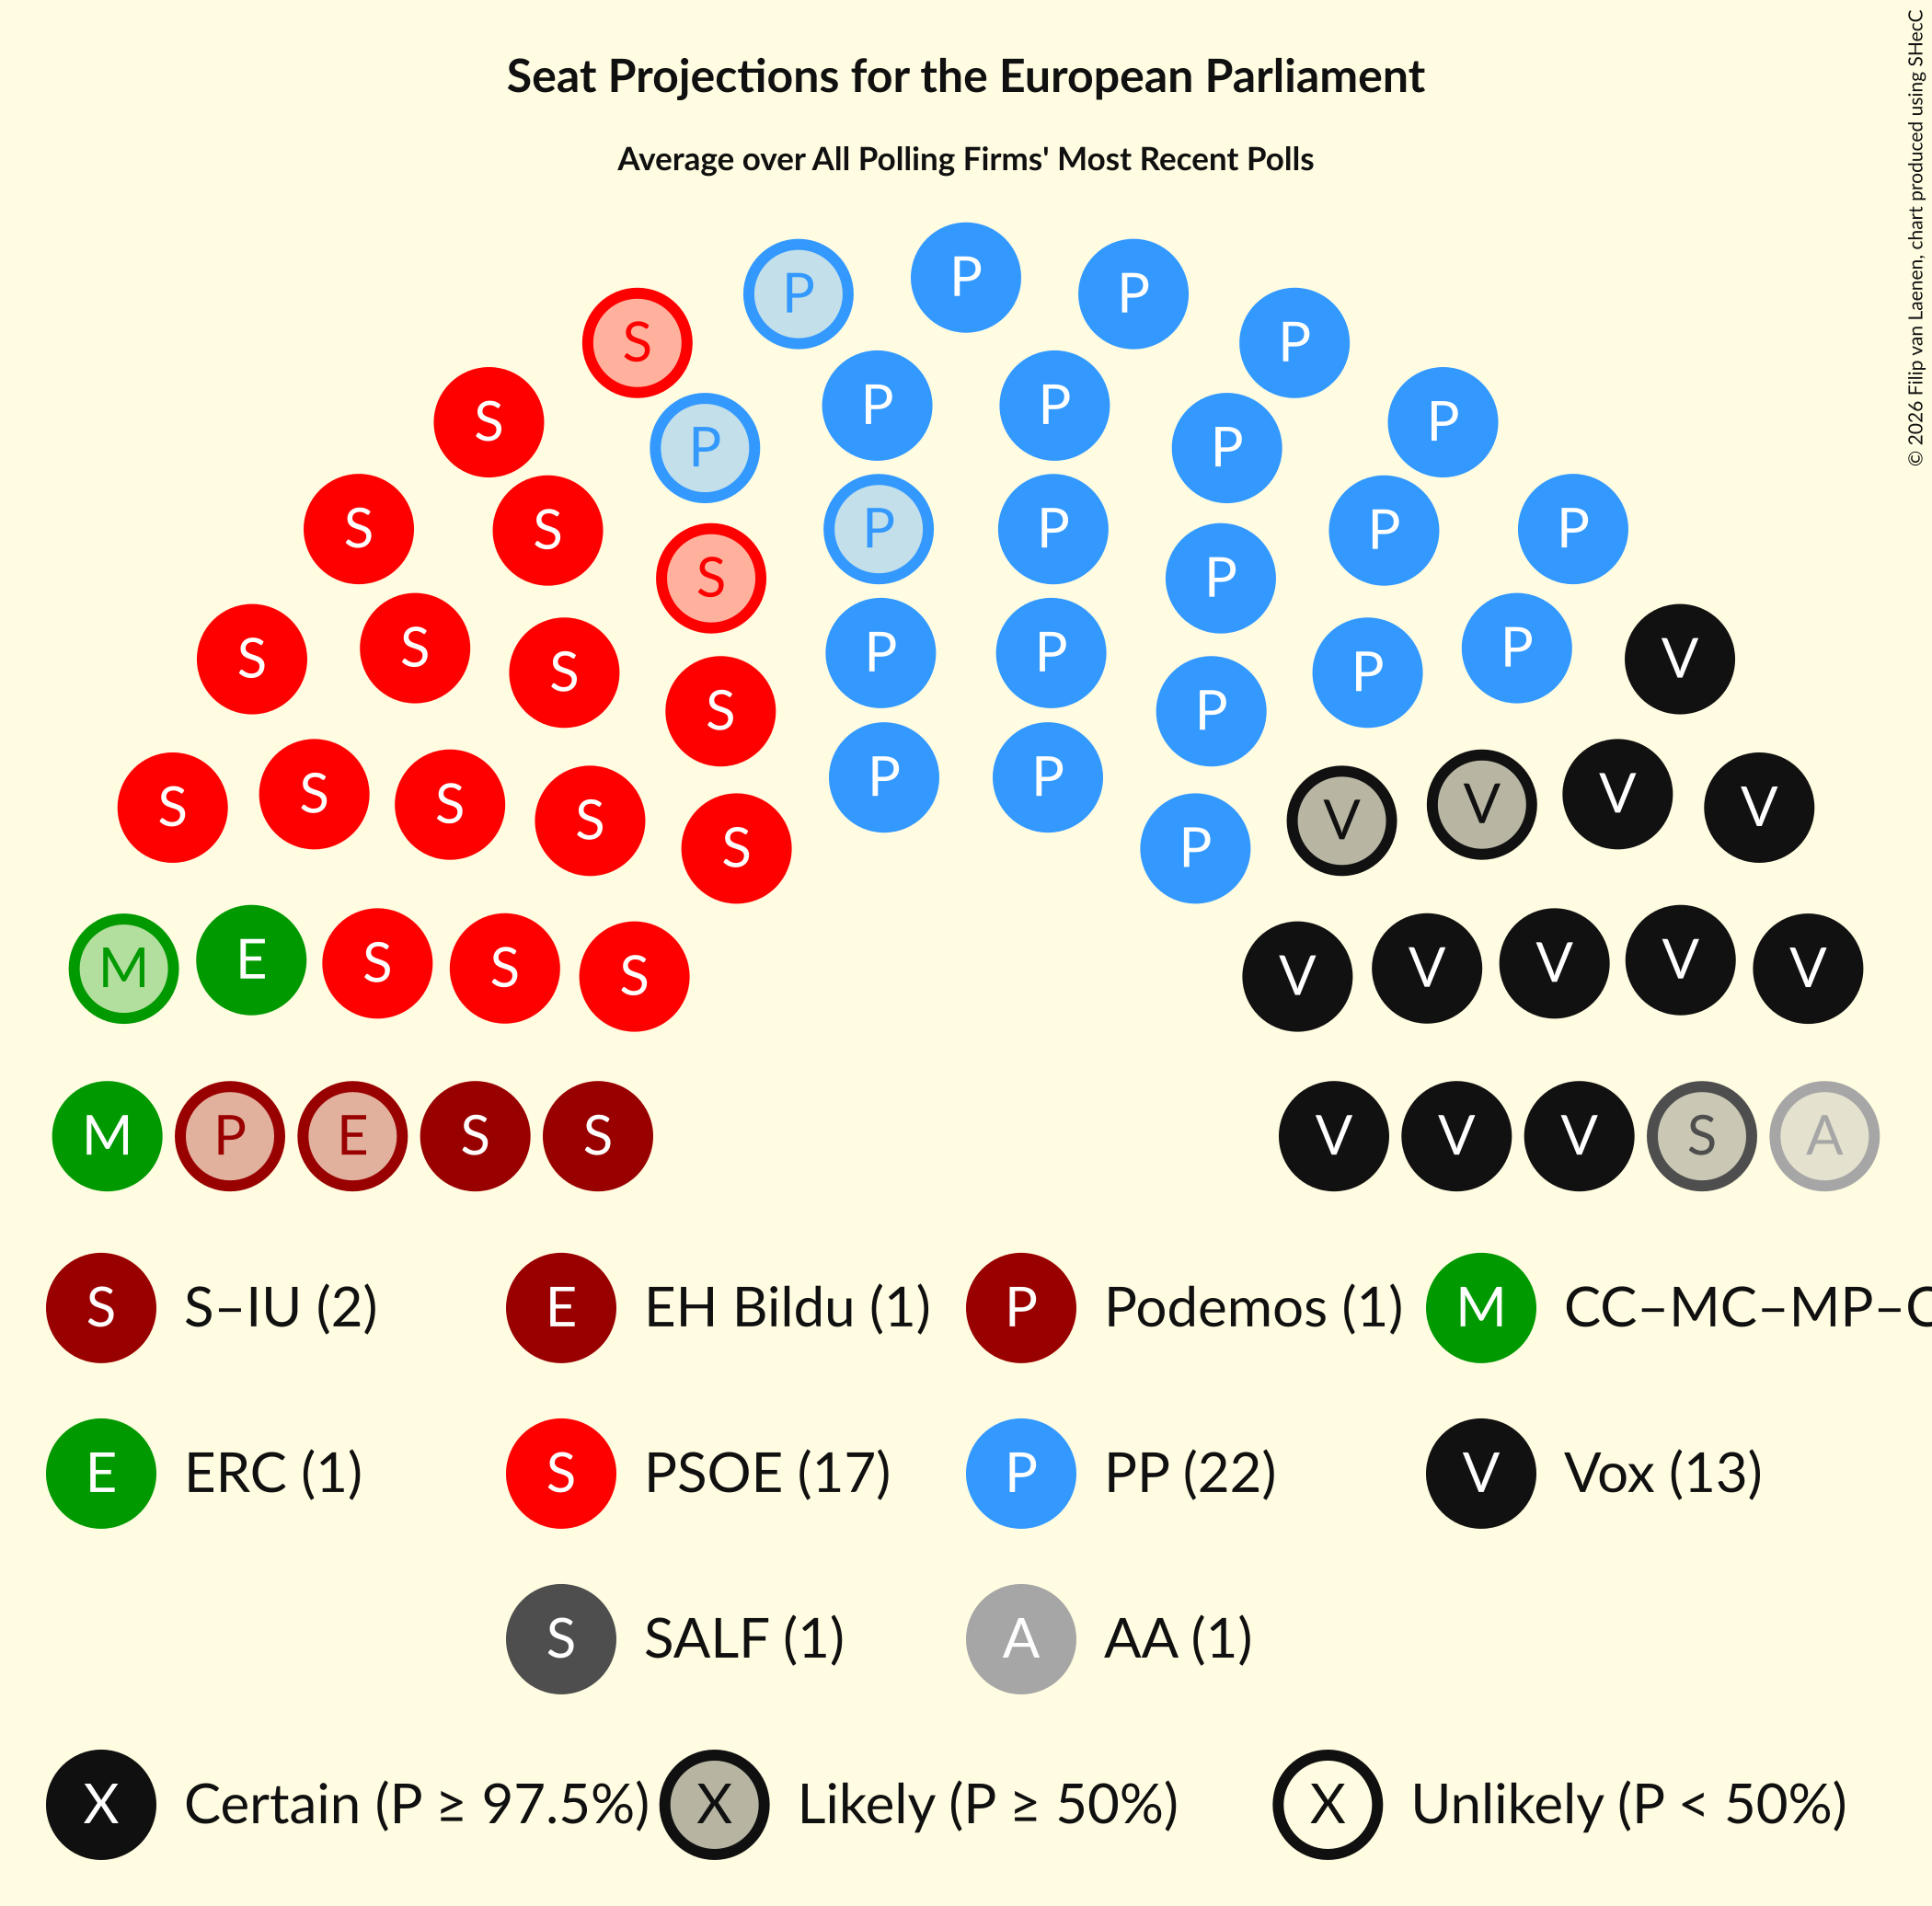 Seat Projections for the European Parliament
Average over All Polling Firms' Most Recent Polls
© 2026 Filip van Laenen, chart produced using SHecC
P
P P
S P
S P P P
P P
S P P
S S P P P P
S P
S S P P P
S S P P V
S P
P P
S S S S V V V V
S P
M E S S S V V V V V
M P E S S V V V S A
S S–IU (2) E EH Bildu (1) P Podemos (1) M CC–MC–MP–C
E ERC (1) S PSOE (17) P PP (22) V Vox (13)
S SALF (1) A AA (1)
X Certain (P ≥ 97.5%) X Likely (P ≥ 50%) X Unlikely (P < 50%)